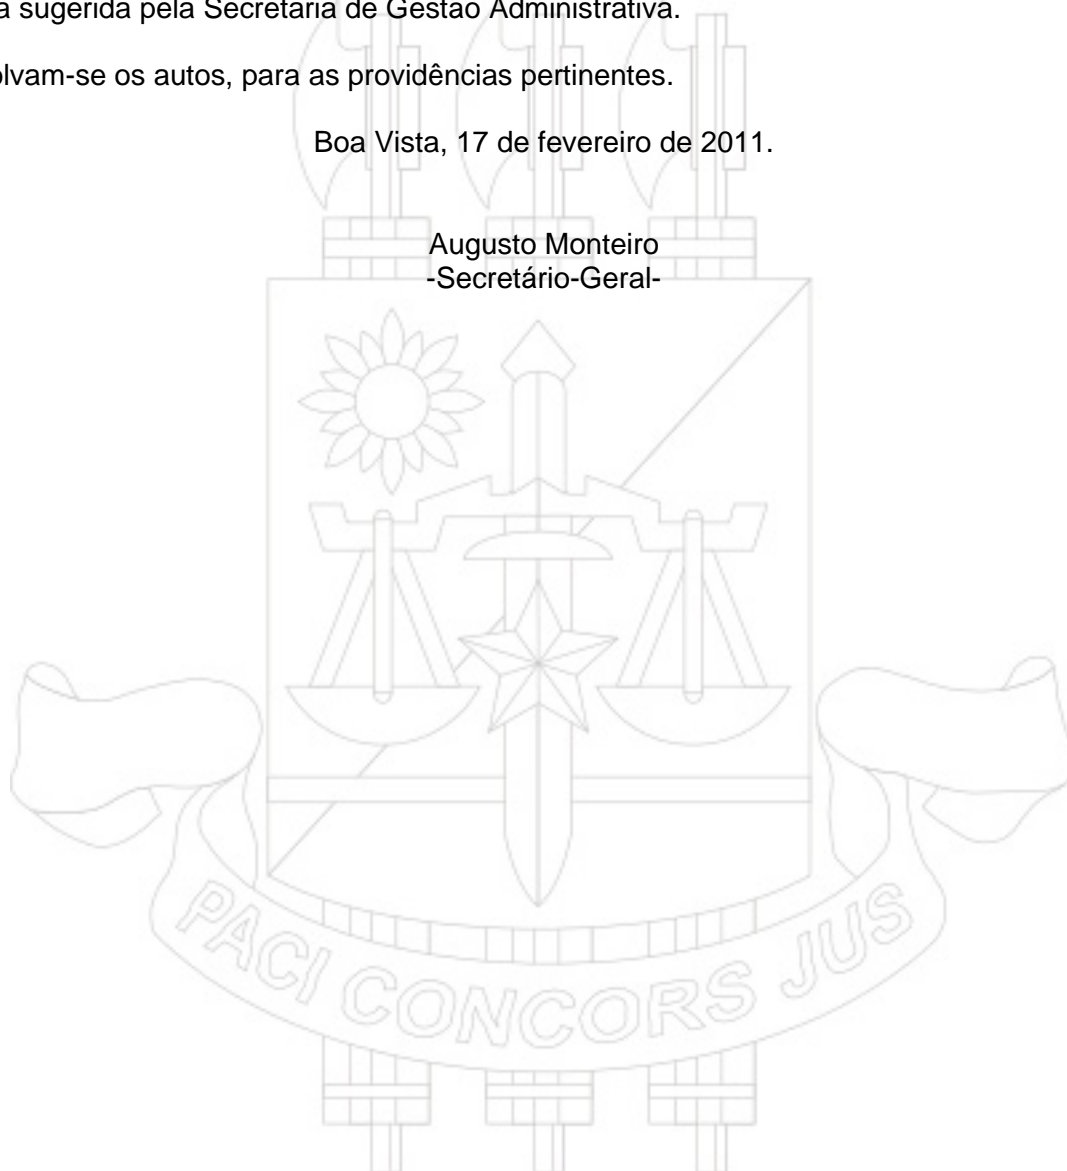 a sugerida pela Secretaria de Gestão Administrativa.
olvam-se os autos, para as providências pertinentes.
Boa Vista, 17 de fevereiro de 2011.
Augusto Monteiro
-Secretário-Geral-
PACI CONCORS JUS